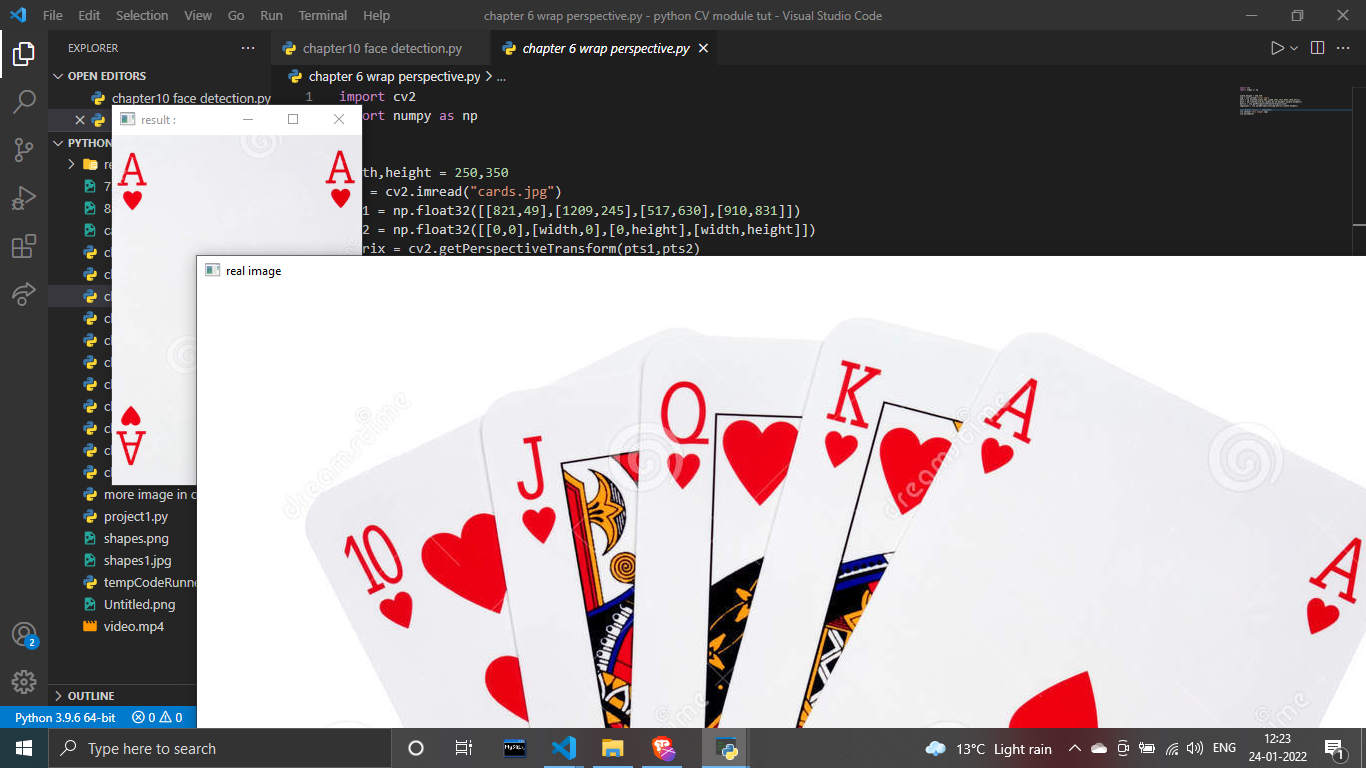 File Edit Selection View Go Run Terminal Help
chapter 6 wrap perspective.py - python CV module tut - Visual Studio Code
EXPLORER
OPEN EDITORS
chapter10 face detection.py
PYTHON
more image in c
project1.py
shapes.png
shapes1.jpg
tempCodeRunne
Untitled.png
video.mp4
OUTLINE
chapter10 face detection.py
chapter 6 wrap perspective.py
chapter 6 wrap perspective.py > ...
1 import cv2
ort numpy as np
th,height = 250,350
= cv2.imread("cards.jpg")
1 = np.float32([[821,49],[1209,245],[517,630],[910,831]])
2 = np.float32([[0,0],[width,0],[0,height],[width,height]])
rix = cv2.getPerspectiveTransform(pts1,pts2)
result :
A A
A
real image
10 J Q K A
A
dreamstime
dreamstime
dreamstime
2
Python 3.9.6 64-bit 0 0
Type here to search
MySQL
13°C Light rain
ENG
12:23
24-01-2022
1